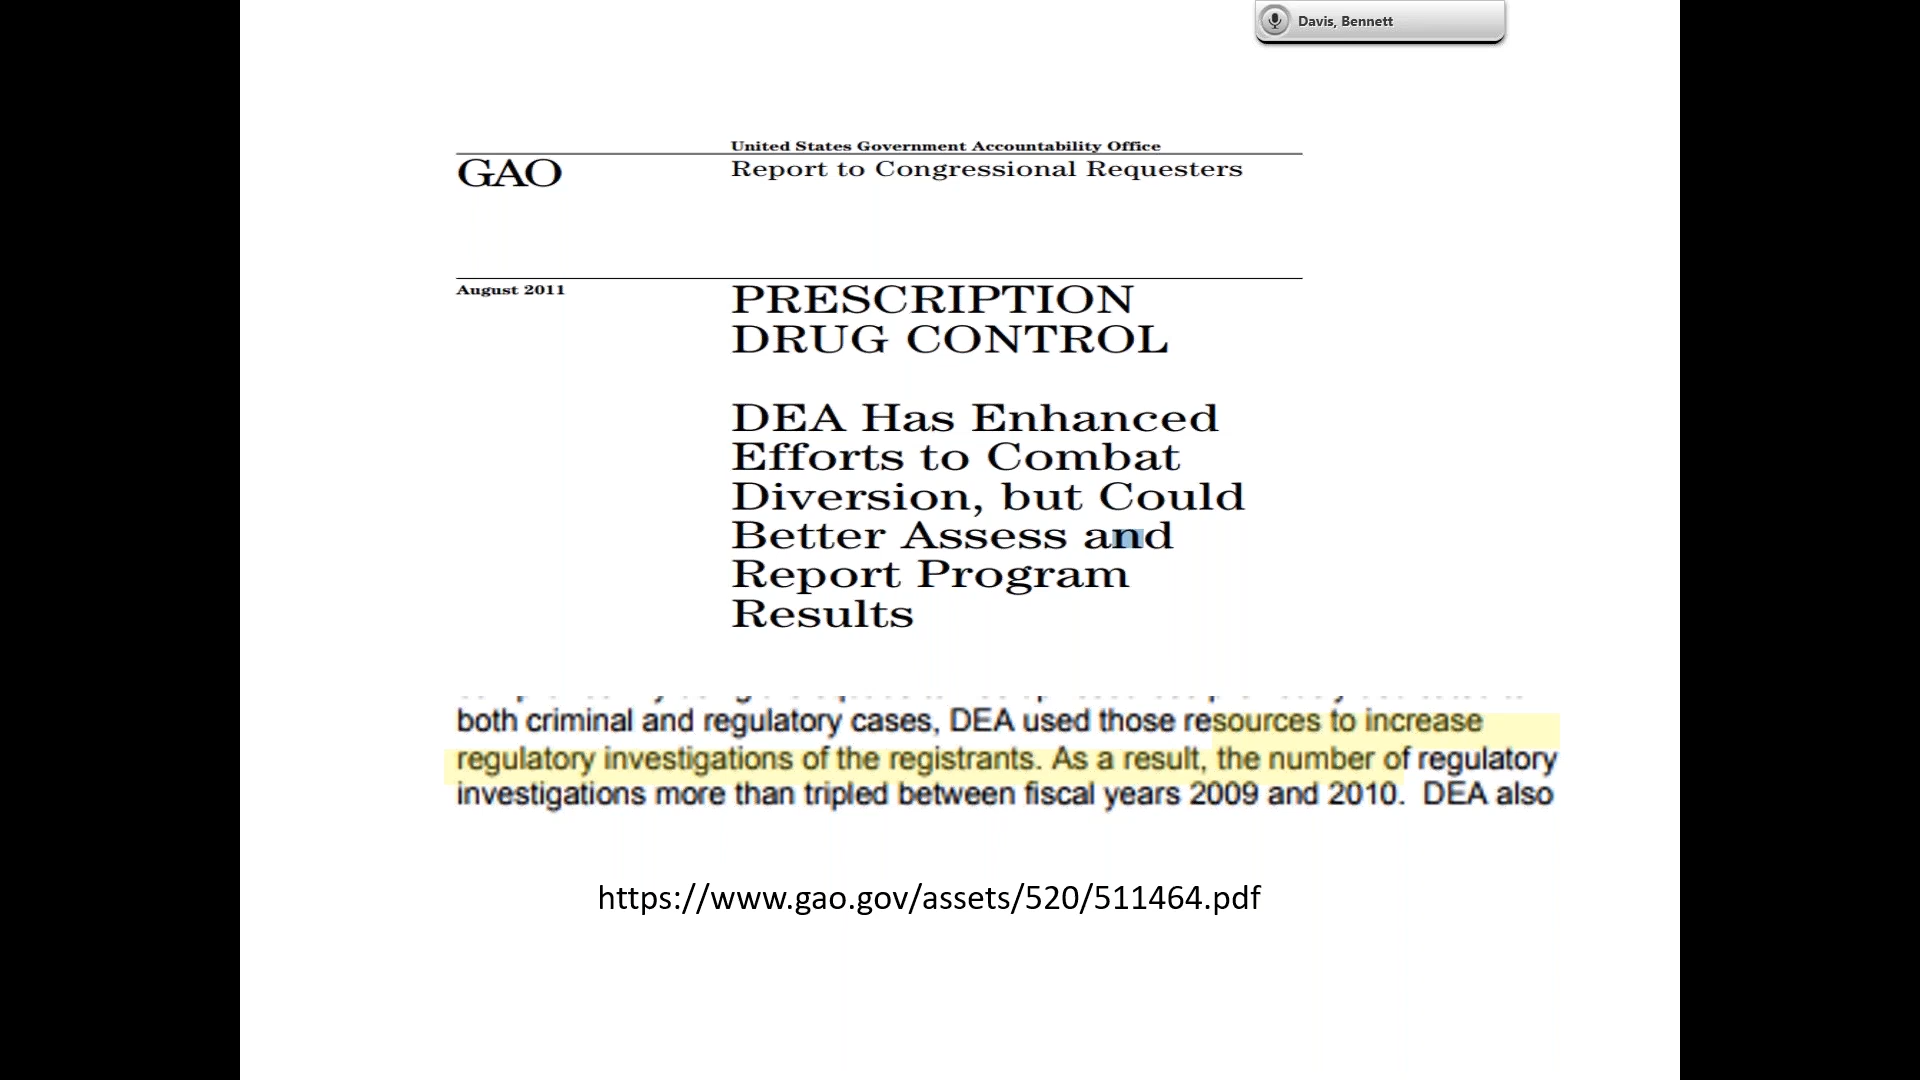 Davis, Bennett
United States Government Accountability Office
GAO
Report to Congressional Requesters
August 2011
PRESCRIPTION
DRUG CONTROL
DEA Has Enhanced
Efforts to Combat
Diversion, but Could
Better Assess and
Report Program
Results
both criminal and regulatory cases, DEA used those resources to increase
regulatory investigations of the registrants. As a result, the number of regulatory
investigations more than tripled between fiscal years 2009 and 2010. DEA also
https://www.gao.gov/assets/520/511464.pdf